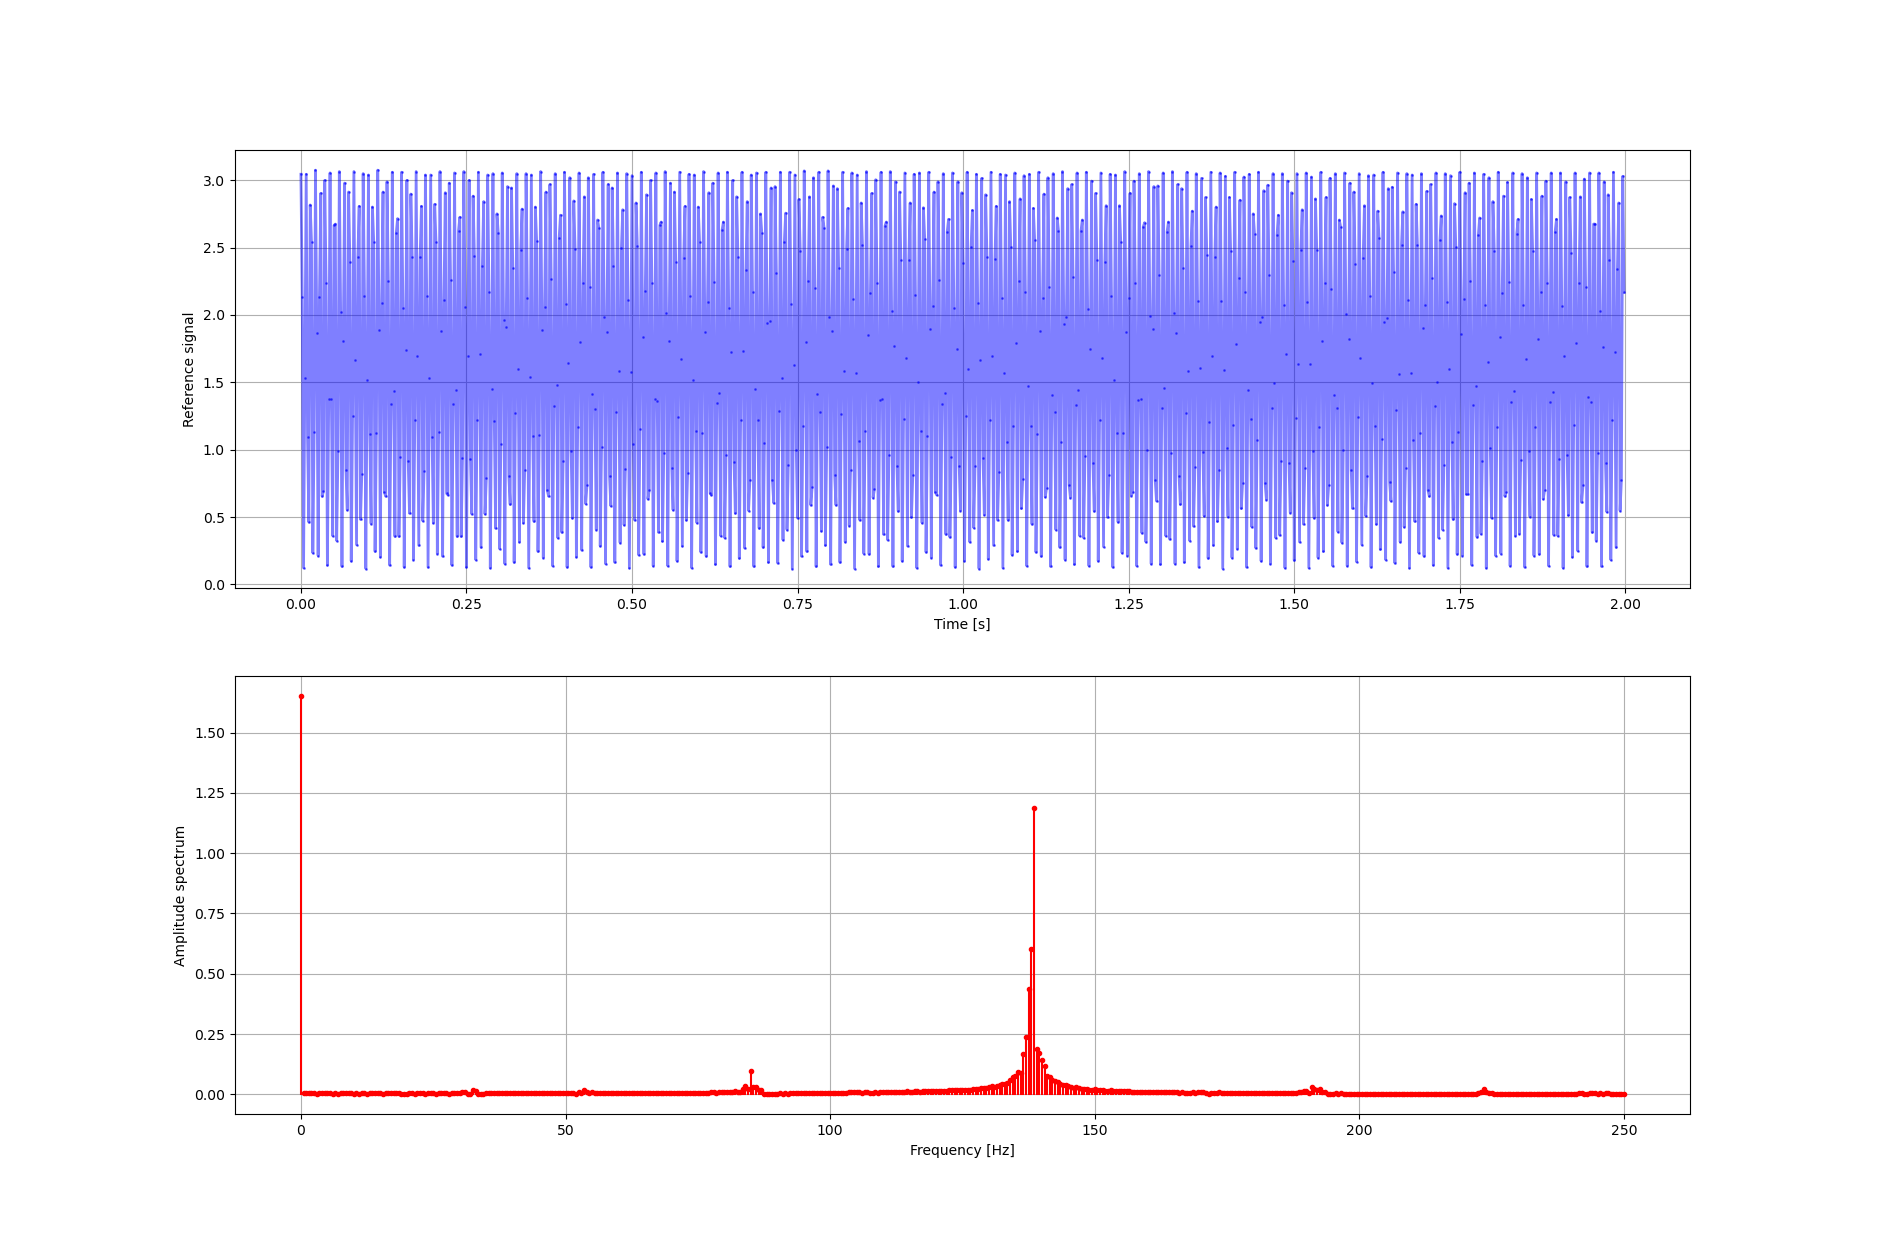 3.0
2.5
2.0
1.5
1.0
0.5
0.0
Reference signal
0.00 0.25 0.50 0.75 1.00 1.25 1.50 1.75 2.00
Time [s]
1.50
1.25
1.00
0.75
0.50
0.25
0.00
Amplitude spectrum
0 50 100 150 200 250
Frequency [Hz]